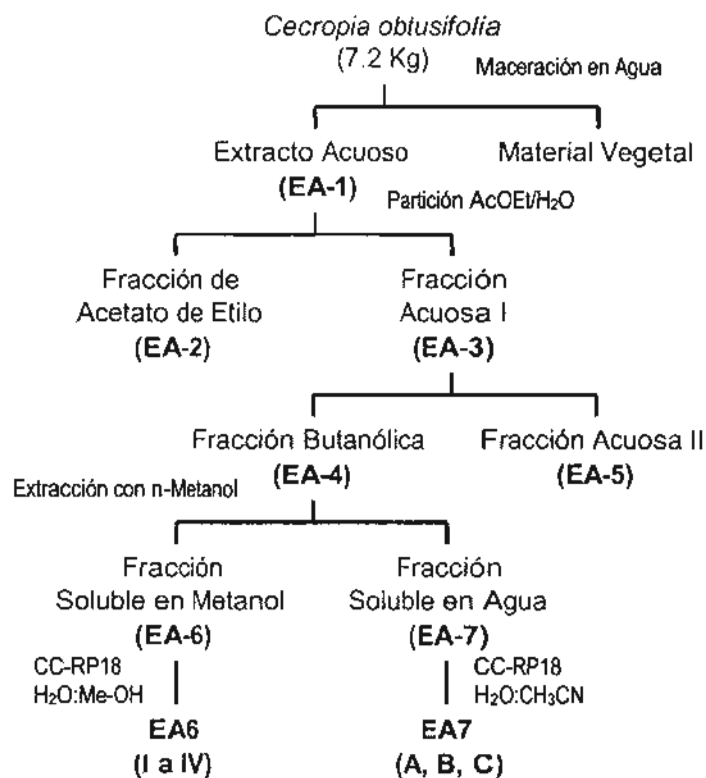 Cecropia obtusifolia
(7.2 Kg)
Maceración en Agua
Extracto Acuoso
(EA-1)
Material Vegetal
Partición AcOEt/H₂O
Fracción de
Acetato de Etilo
(EA-2)
Fracción
Acuosa I
(EA-3)
Fracción Butanólica
(EA-4)
Fracción Acuosa II
(EA-5)
Extracción con n-Metanol
Fracción
Soluble en Metanol
(EA-6)
Fracción
Soluble en Agua
(EA-7)
CC-RP18
H₂O:Me-OH
CC-RP18
H₂O:CH₃CN
EA6
(I a IV)
EA7
(A, B, C)